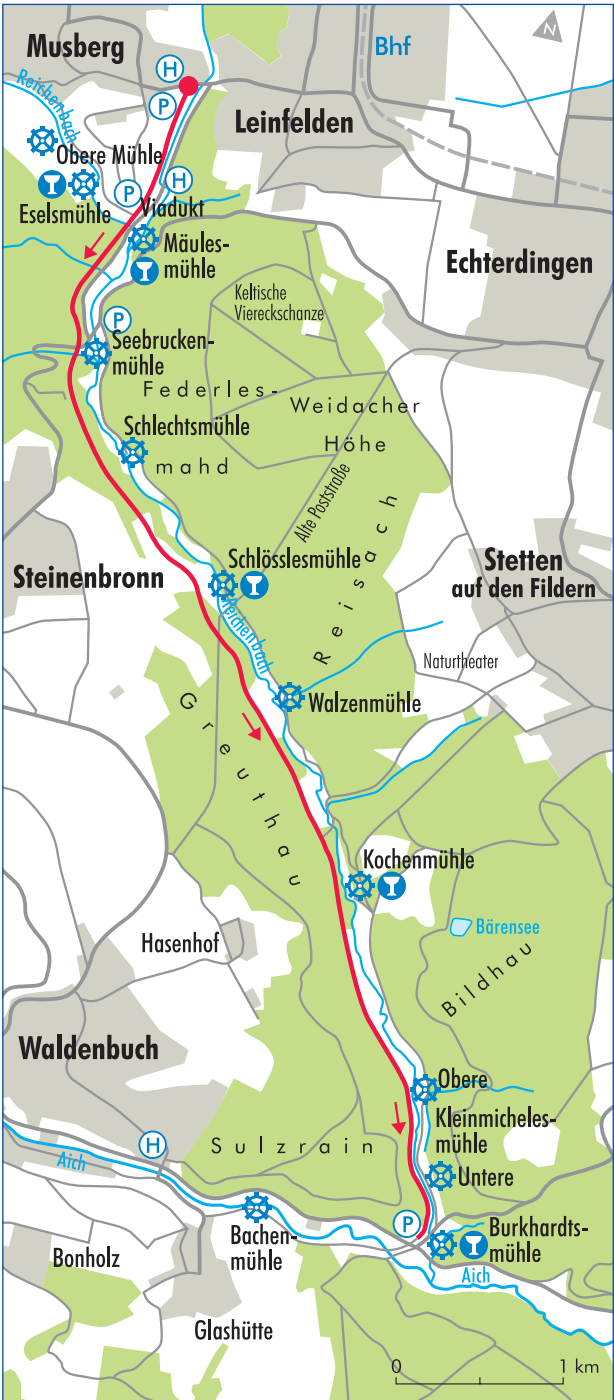 Musberg
H
N
Bhf
P
Reichenbach
Leinfelden
Obere Mühle
P
H
Eselsmühle
Viadukt
Mäules-
mühle
Echterdingen
Keltische
Viereckschanze
P
Seebrucken-
mühle
Federles-
mahd
Weidacher
Höhe
Schlechtsmühle
Alte Poststraße
Reisach
Steinenbronn
Schlösslesmühle
Stetten
auf den Fildern
Reichenbach
Naturtheater
Walzenmühle
Greuthau
Kochenmühle
Bärensee
Hasenhof
Bildhau
Waldenbuch
Obere
Kleinmicheles-
mühle
Untere
H
Sulzrain
Aich
P
Bachen-
mühle
Burkhardts-
mühle
Bonholz
Aich
Glashütte
0
1 km